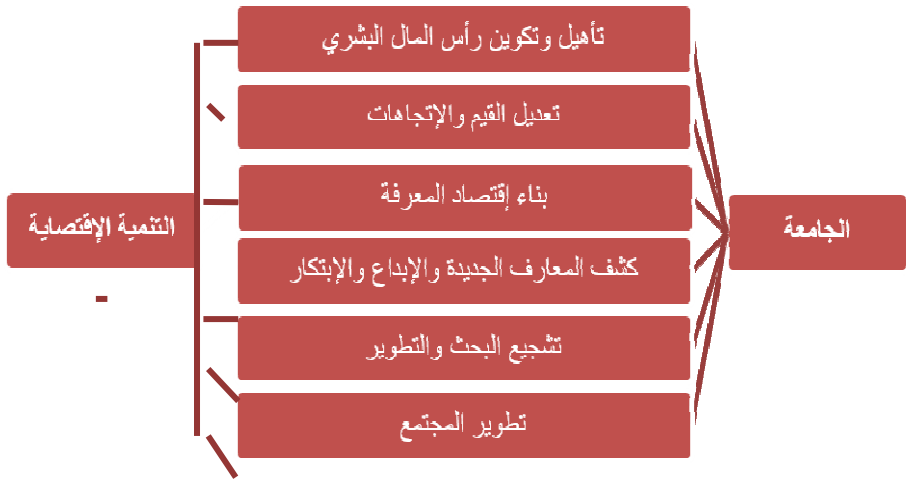 الجامعة
تأهيل وتكوين رأس المال البشري
تعديل القيم والإتجاهات
بناء إقتصاد المعرفة
كشف المعارف الجديدة والإبداع والإبتكار
تشجيع البحث والتطوير
تطوير المجتمع
التنمية الإقتصاية